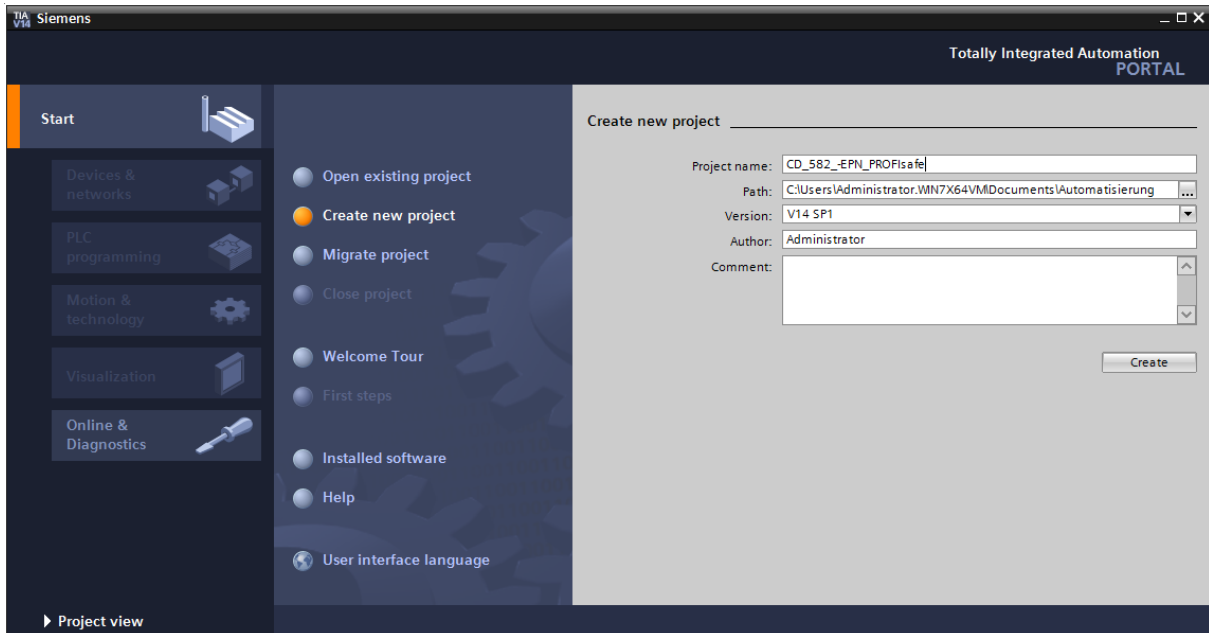 TIA
V14
Siemens
Totally Integrated Automation
PORTAL
Start
Devices &
networks
PLC
programming
Motion &
technology
Visualization
Online &
Diagnostics
Project view
Open existing project
Create new project
Migrate project
Close project
Welcome Tour
First steps
Installed software
Help
User interface language
Create new project
Project name: CD_582_-EPN_PROFIsafe
Path: C:\Users\Administrator.WIN7X64VM\Documents\Automatisierung ...
Version: V14 SP1
Author: Administrator
Comment:
Create